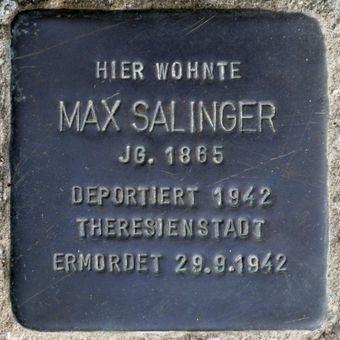 HIER WOHNTE
MAX SALINGER
JG. 1865
DEPORTIERT 1942
THERESIENSTADT
ERMORDET 29.9.1942